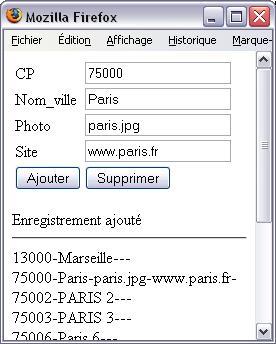 Mozilla Firefox
Fichier Édition Affichage Historique Marque-
CP 75000
Nom_ville Paris
Photo paris.jpg
Site www.paris.fr
Ajouter Supprimer
Enregistrement ajouté
13000-Marseille---
75000-Paris-paris.jpg-www.paris.fr-
75002-PARIS 2---
75003-PARIS 3---
75006-Paris 6---